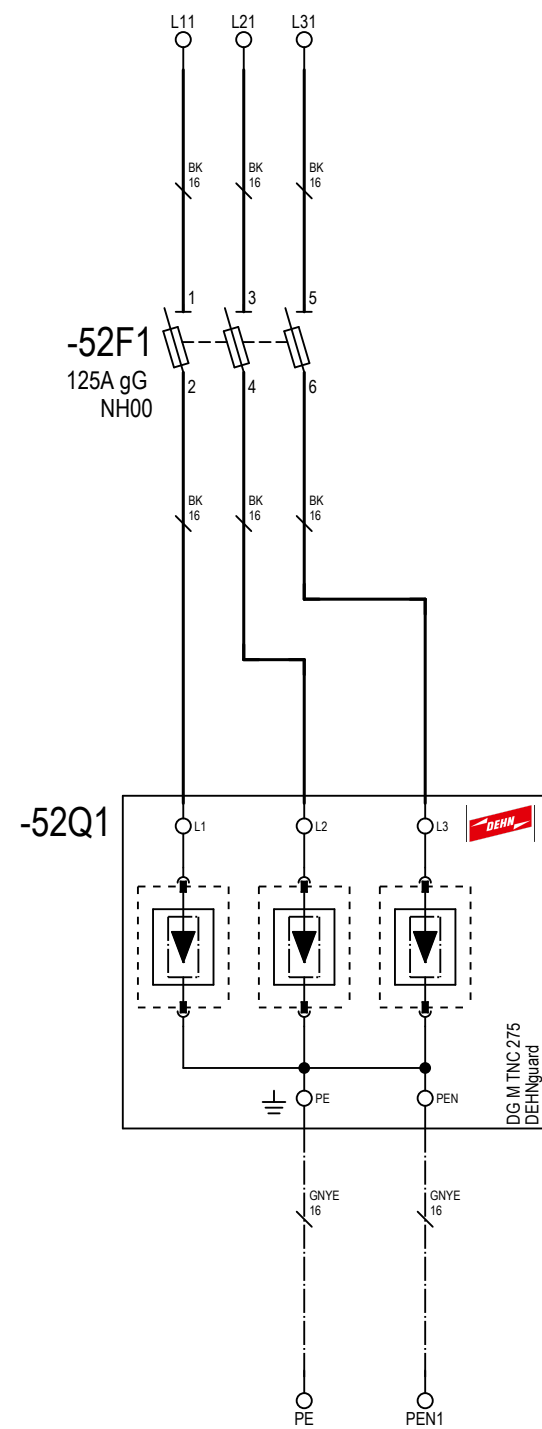 L11 L21 L31
BK BK BK
16 16 16
1 3 5
-52F1
125A gG
NH00
2 4 6
BK BK BK
16 16 16
-52Q1
L1 L2 L3
DEHN
DG M TNC 275
DEHNguard
PE PEN
GNYE GNYE
16 16
PE PEN1